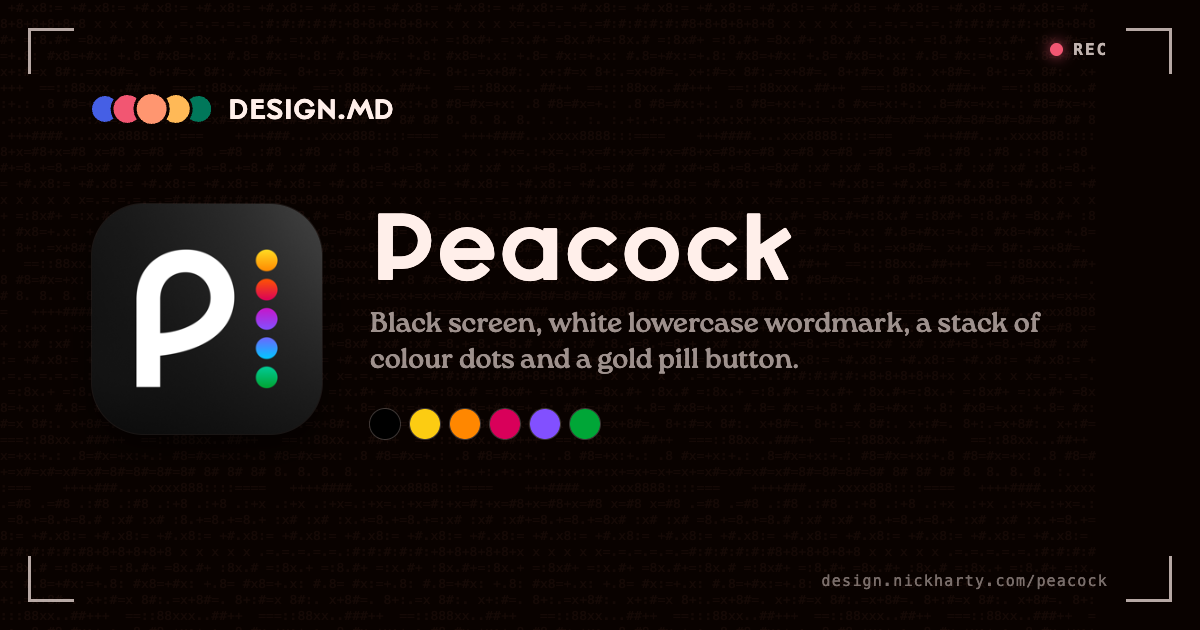 REC
DESIGN.MD
P
Peacock
Black screen, white lowercase wordmark, a stack of
colour dots and a gold pill button.
design.nickharty.com/peacock